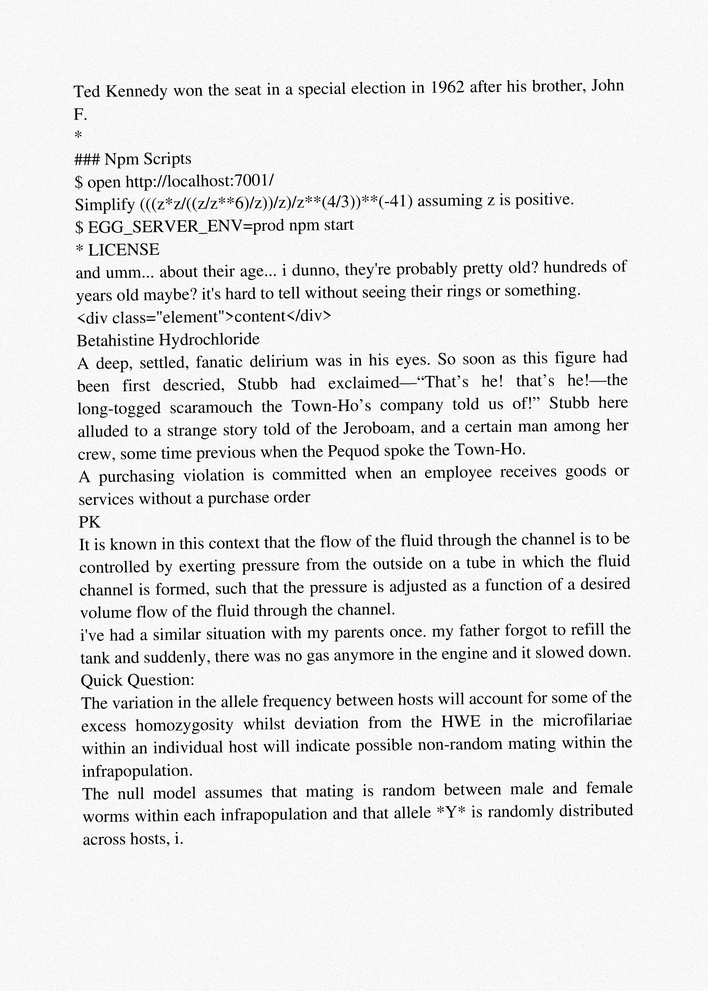 Ted Kennedy won the seat in a special election in 1962 after his brother, John
F.
*
### Npm Scripts
$ open http://localhost:7001/
Simplify (((z*z/((z/z**6)/z))/z)/z**(4/3))**(-41) assuming z is positive.
$ EGG_SERVER_ENV=prod npm start
* LICENSE
and umm... about their age... i dunno, they're probably pretty old? hundreds of
years old maybe? it's hard to tell without seeing their rings or something.
<div class="element">content</div>
Betahistine Hydrochloride
A deep, settled, fanatic delirium was in his eyes. So soon as this figure had
been first descried, Stubb had exclaimed—“That’s he! that’s he!—the
long-togged scaramouch the Town-Ho’s company told us of!” Stubb here
alluded to a strange story told of the Jeroboam, and a certain man among her
crew, some time previous when the Pequod spoke the Town-Ho.
A purchasing violation is committed when an employee receives goods or
services without a purchase order
PK
It is known in this context that the flow of the fluid through the channel is to be
controlled by exerting pressure from the outside on a tube in which the fluid
channel is formed, such that the pressure is adjusted as a function of a desired
volume flow of the fluid through the channel.
i've had a similar situation with my parents once. my father forgot to refill the
tank and suddenly, there was no gas anymore in the engine and it slowed down.
Quick Question:
The variation in the allele frequency between hosts will account for some of the
excess homozygosity whilst deviation from the HWE in the microfilariae
within an individual host will indicate possible non-random mating within the
infrapopulation.
The null model assumes that mating is random between male and female
worms within each infrapopulation and that allele *Y* is randomly distributed
across hosts, i.